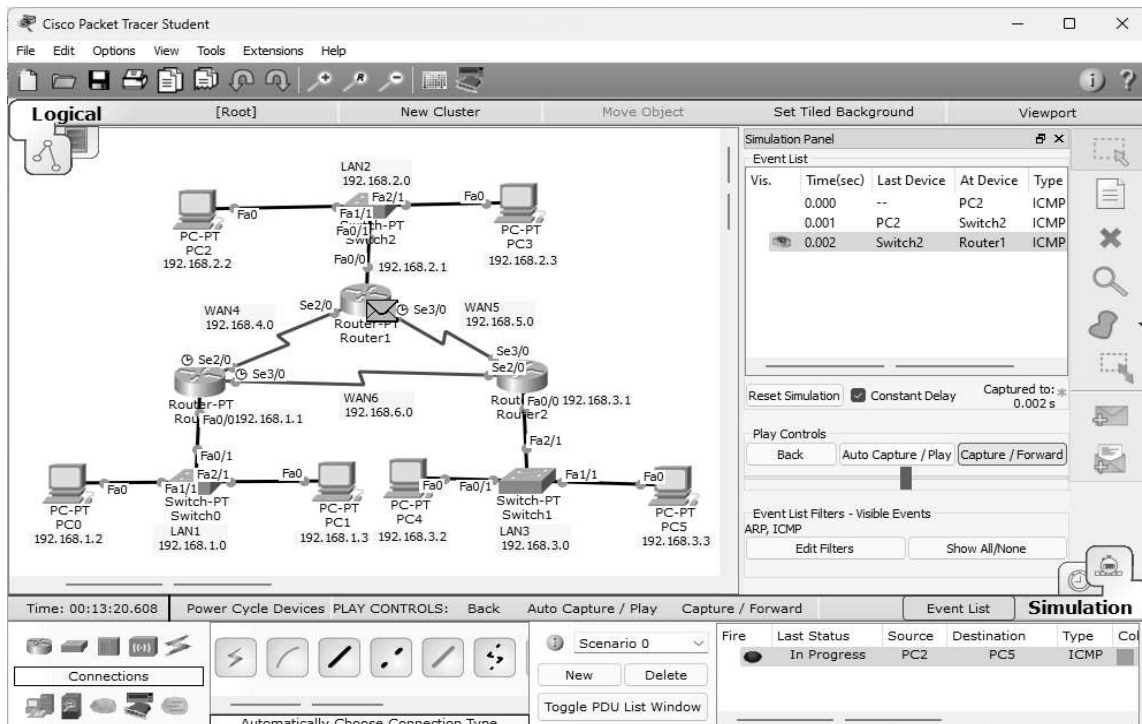 Cisco Packet Tracer Student
File Edit Options View Tools Extensions Help
Logical [Root] New Cluster Move Object Set Tiled Background Viewport
LAN2
192.168.2.0
Fa2/1
Fa0
Fa0
Fa1/1
Switch-PT
Switch2
Fa0/1
PC-PT
PC2
192.168.2.2
PC-PT
PC3
192.168.2.3
Fa0/0
192.168.2.1
WAN4
192.168.4.0
Se2/0
Se3/0
Router-PT
Router1
WAN5
192.168.5.0
Se2/0
Se3/0
Se3/0
Se2/0
WAN6
192.168.6.0
Router-PT
Fa0/0
192.168.1.1
Fa0/0
192.168.3.1
Router2
Fa0/1
Fa2/1
Fa2/1
Fa0
Fa1/1
Fa0
Switch-PT
Switch0
LAN1
192.168.1.0
PC-PT
PC0
192.168.1.2
PC-PT
PC1
192.168.1.3
Fa0
Fa0/1
Fa1/1
Fa0
PC-PT
PC4
192.168.3.2
Switch-PT
Switch1
LAN3
192.168.3.0
PC-PT
PC5
192.168.3.3
Simulation Panel
Event List
Vis. Time(sec) Last Device At Device Type
0.000 -- PC2 ICMP
0.001 PC2 Switch2 ICMP
0.002 Switch2 Router1 ICMP
Reset Simulation Constant Delay Captured to: *
0.002 s
Play Controls
Back Auto Capture / Play Capture / Forward
Event List Filters - Visible Events
ARP, ICMP
Edit Filters Show All/None
Time: 00:13:20.608 Power Cycle Devices PLAY CONTROLS: Back Auto Capture / Play Capture / Forward Event List Simulation
Connections
Automatically Choose Connection Type
Scenario 0
New Delete
Toggle PDU List Window
Fire Last Status Source Destination Type Col
In Progress PC2 PC5 ICMP